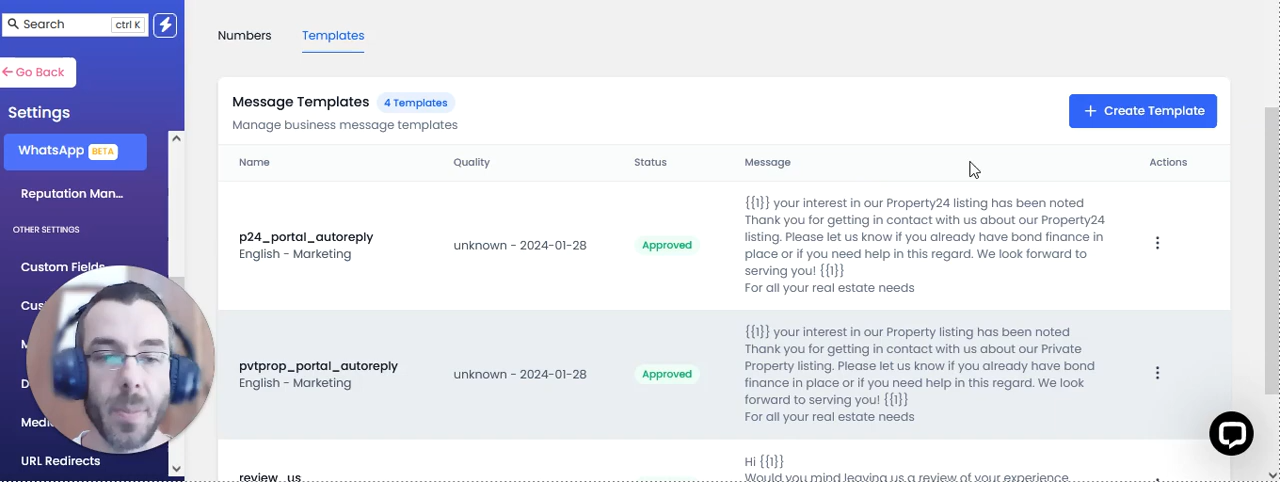 Search
ctrl K
Go Back
Settings
WhatsApp BETA
Reputation Man...
OTHER SETTINGS
Custom Fields
URL Redirects
Numbers
Templates
Message Templates
4 Templates
Manage business message templates
+ Create Template
Name
Quality
Status
Message
Actions
p24_portal_autoreply
English - Marketing
unknown - 2024-01-28
Approved
{{1}} your interest in our Property24 listing has been noted
Thank you for getting in contact with us about our Property24
listing. Please let us know if you already have bond finance in
place or if you need help in this regard. We look forward to
serving you! {{1}}
For all your real estate needs
pvtprop_portal_autoreply
English - Marketing
unknown - 2024-01-28
Approved
{{1}} your interest in our Property listing has been noted
Thank you for getting in contact with us about our Private
Property listing. Please let us know if you already have bond
finance in place or if you need help in this regard. We look
forward to serving you! {{1}}
For all your real estate needs
review_us
Hi {{1}}
Would you mind leaving us a review of your experience